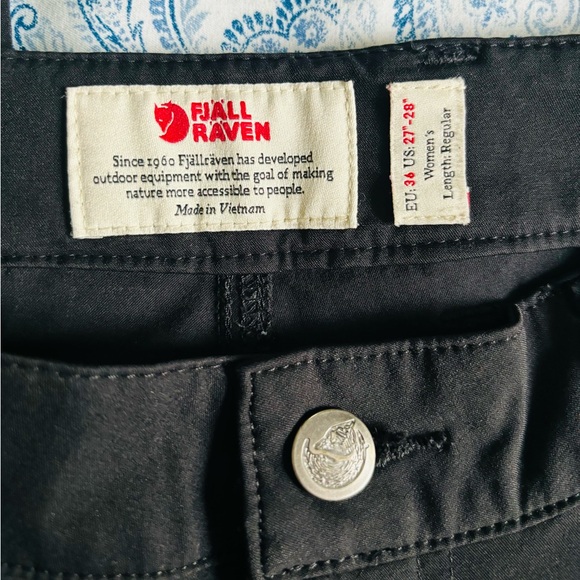 FJÄLL
RÄVEN
Since 1960 Fjällräven has developed
outdoor equipment with the goal of making
nature more accessible to people.
Made in Vietnam
EU: 36 US: 27"-28"
Women's
Length: Regular